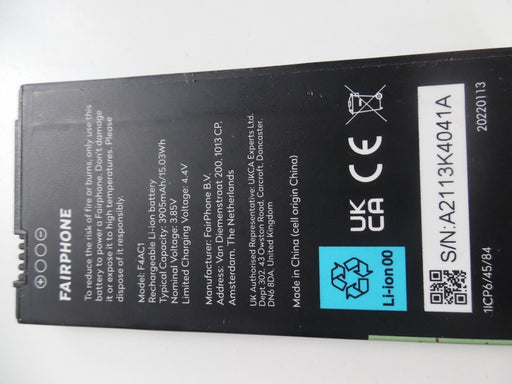 FAIRPHONE
To reduce the risk of fire or burns, only use this
battery to power a Fairphone. Don't damage
it or expose it to high temperatures. Please
dispose of it responsibly.
Model: F4AC1
Rechargeable Li-ion battery
Typical Capacity: 3905mAh/15.03Wh
Nominal Voltage: 3.85V
Limited Charging Voltage: 4.4V
Manufacturer: FairPhone B.V.
Address: Van Diemenstraat 200, 1013 CP,
Amsterdam, The Netherlands
UK Authorised Representative: UKCA Experts Ltd.
Dept 302, 43 Owston Road, Carcroft, Doncaster,
DN6 8DA, United Kingdom
Made in China (cell origin China)
Li-ion 00
UK
CA
CE
S/N:A2113K4041A
1ICP6/45/84
20220113